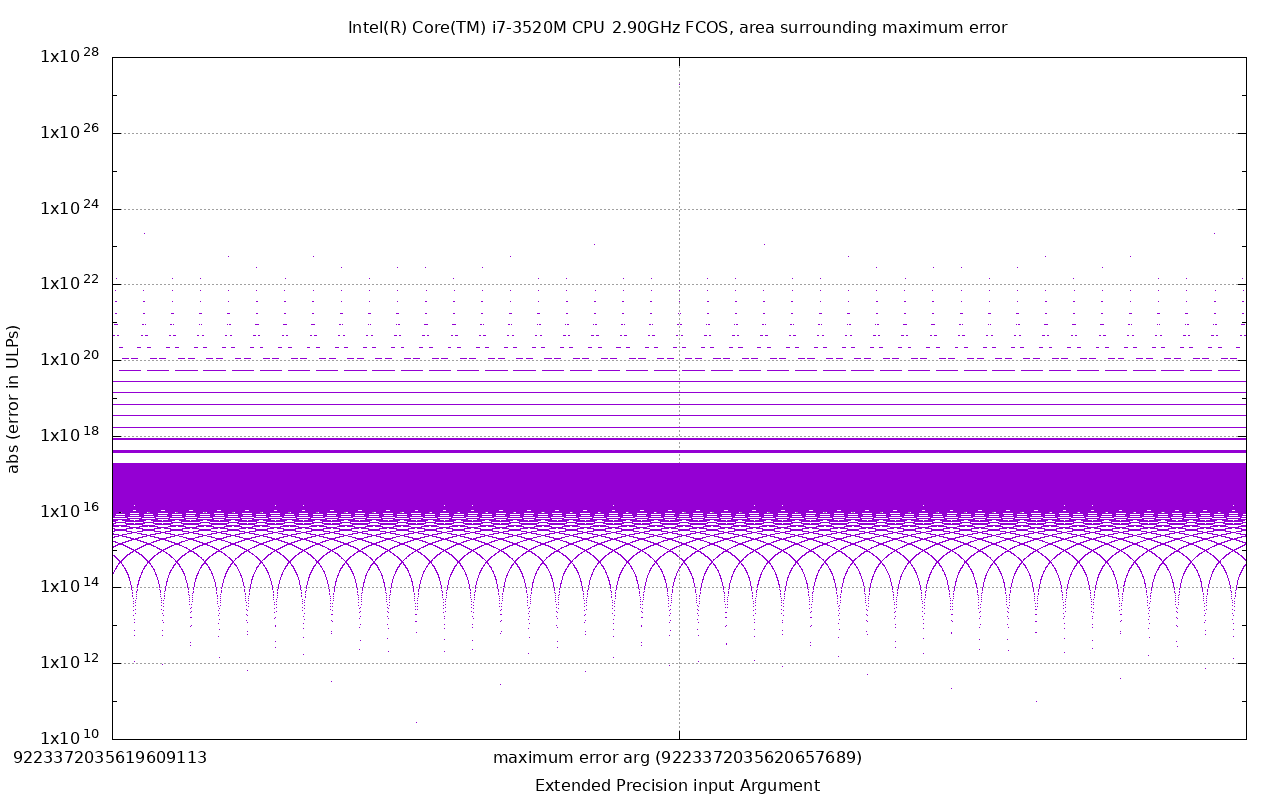 Intel(R) Core(TM) i7-3520M CPU 2.90GHz FCOS, area surrounding maximum error
1x10^28
1x10^26
1x10^24
1x10^22
1x10^20
1x10^18
1x10^16
1x10^14
1x10^12
1x10^10
abs (error in ULPs)
9223372035619609113
maximum error arg (9223372035620657689)
Extended Precision input Argument